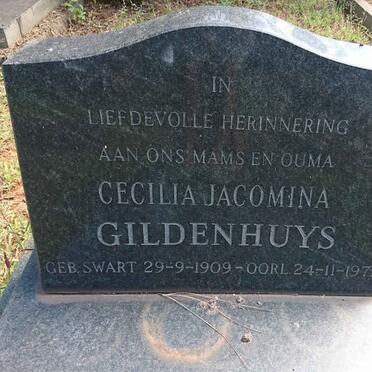 IN
LIEFDEVOLLE HERINNERING
AAN ONS MAMS EN OUMA
CECILIA JACOMINA
GILDENHUYS
GEB. SWART 29-9-1909-OORL. 24-11-197